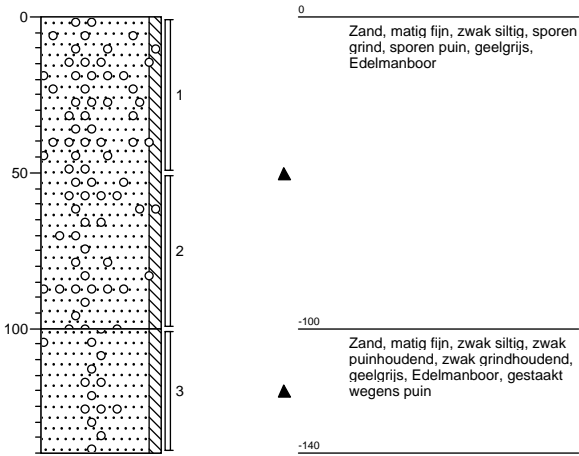 0
0
Zand, matig fijn, zwak siltig, sporen
grind, sporen puin, geelgrijs,
Edelmanboor
1
50
2
100
-100
Zand, matig fijn, zwak siltig, zwak
puinhoudend, zwak grindhoudend,
geelgrijs, Edelmanboor, gestaakt
wegens puin
3
-140